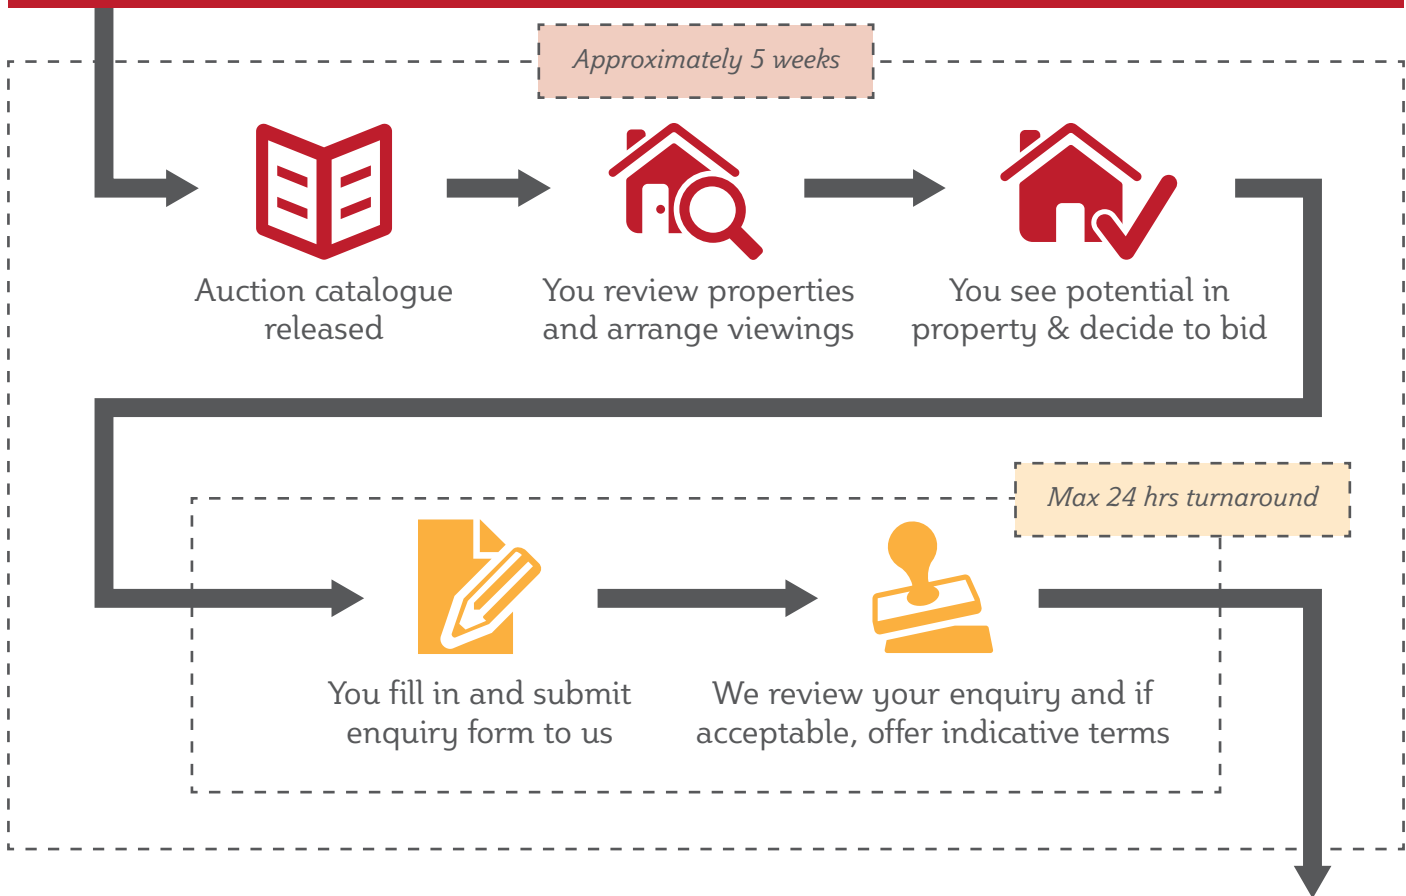 Approximately 5 weeks
Auction catalogue
released
You review properties
and arrange viewings
You see potential in
property & decide to bid
Max 24 hrs turnaround
You fill in and submit
enquiry form to us
We review your enquiry and if
acceptable, offer indicative terms